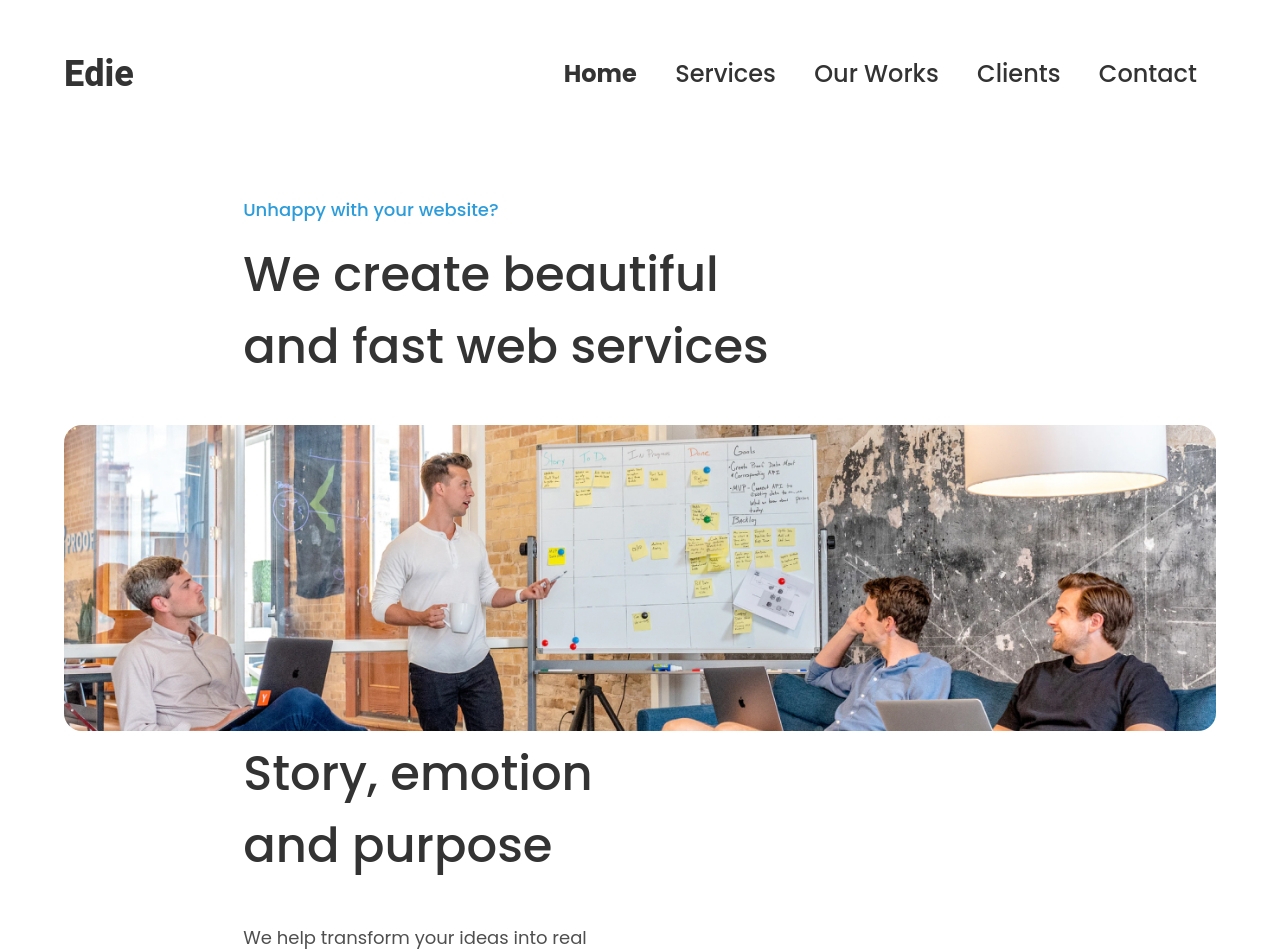 Edie
Home Services Our Works Clients Contact
Unhappy with your website?
We create beautiful
and fast web services
Story To Do In Progress Done Goals
Backlog
Story, emotion
and purpose
We help transform your ideas into real